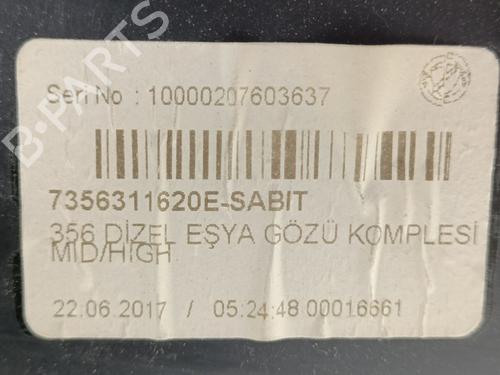 B·PARTS
Seri No : 10000207603637
7356311620E-SABIT
356 DİZEL EŞYA GÖZÜ KOMPLESİ
MID/HIGH
22.06.2017 / 05:24:48 00016661